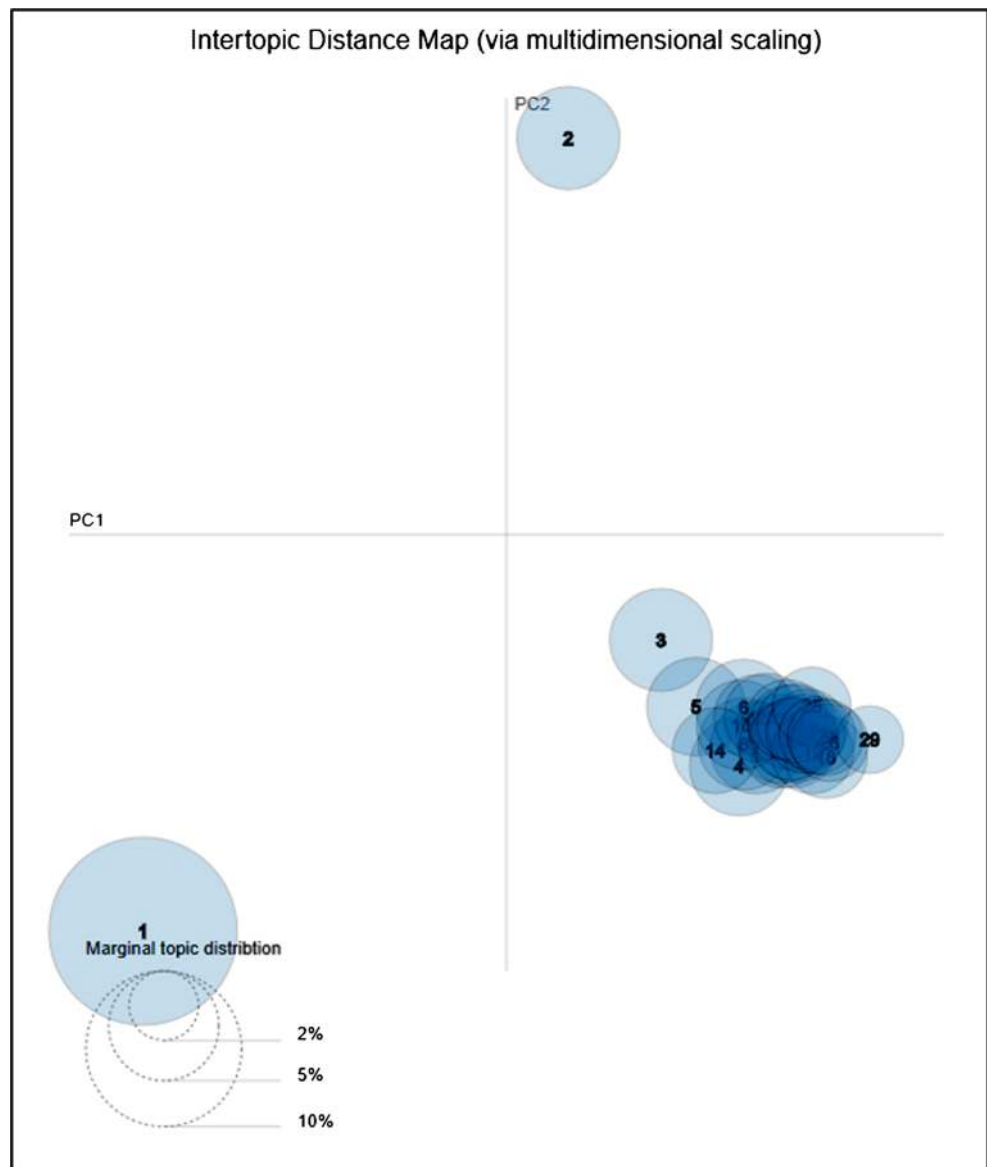 Intertopic Distance Map (via multidimensional scaling)
PC2
2
PC1
3
5
6
14
4
29
1
Marginal topic distribtion
2%
5%
10%